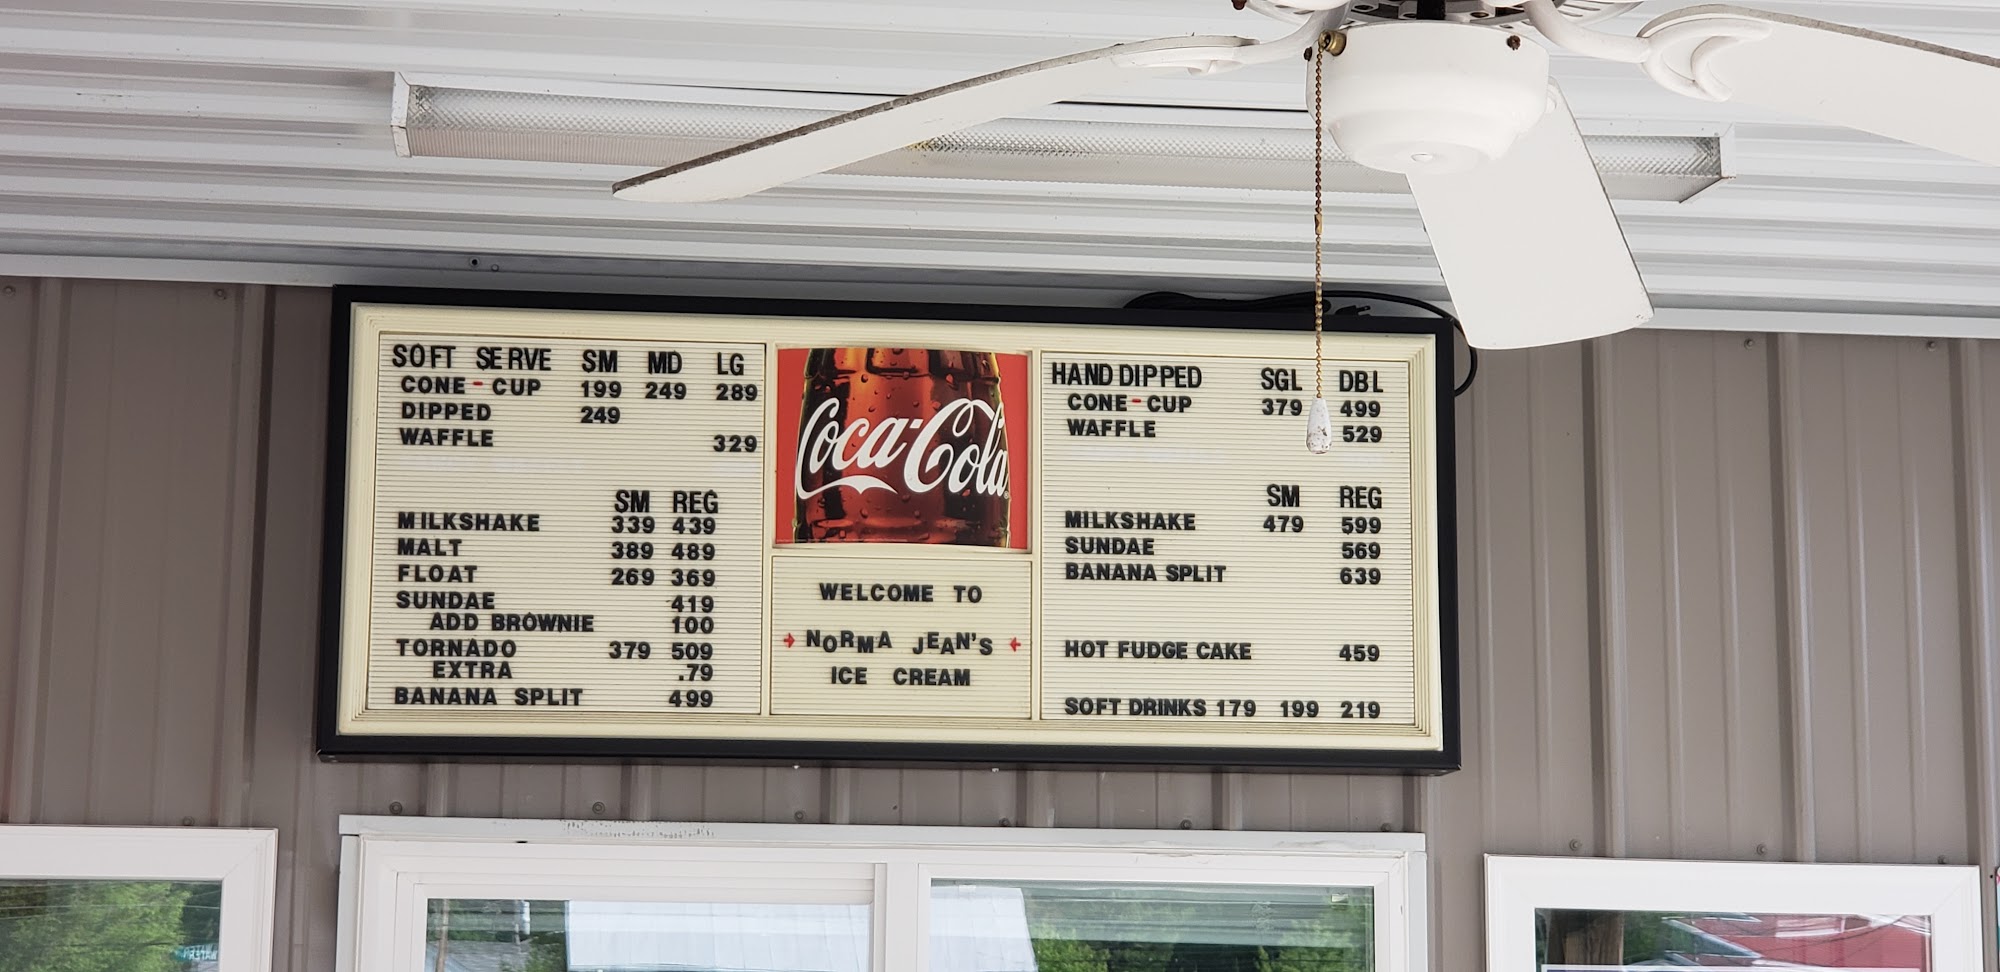 SOFT SERVE SM MD LG
CONE-CUP 199 249 289
DIPPED 249
WAFFLE 329
SM REG
MILKSHAKE 339 439
MALT 389 489
FLOAT 269 369
SUNDAE 419
ADD BROWNIE 100
TORNADO 379 509
EXTRA .79
BANANA SPLIT 499
Coca-Cola
WELCOME TO
NORMA JEAN'S
ICE CREAM
HAND DIPPED SGL DBL
CONE-CUP 379 499
WAFFLE 529
SM REG
MILKSHAKE 479 599
SUNDAE 569
BANANA SPLIT 639
HOT FUDGE CAKE 459
SOFT DRINKS 179 199 219